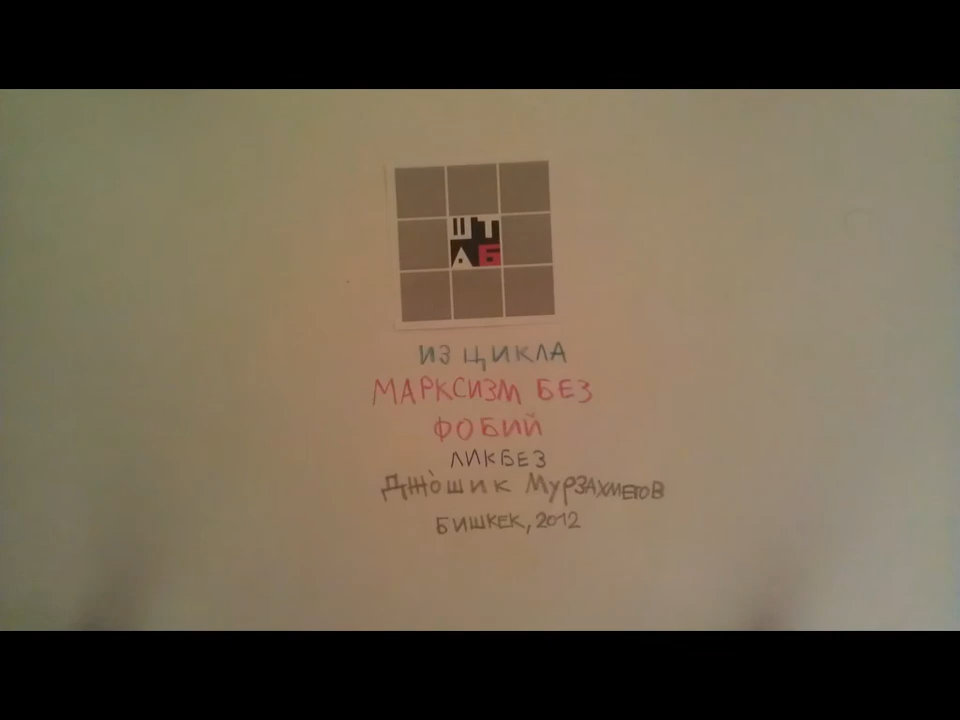 ШТ
АБ
ИЗ ЦИКЛА
МАРКСИЗМ БЕЗ
ФОБИЙ
ЛИКБЕЗ
ДЖОШИК МУРЗАХМЕТОВ
БИШКЕК, 2012